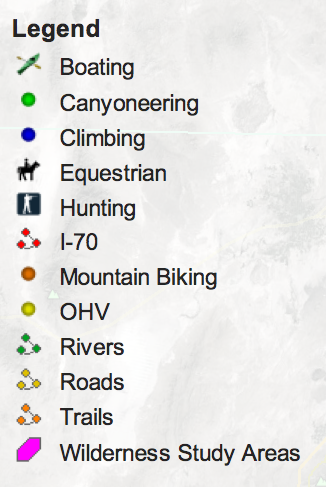 Legend
Boating
Canyoneering
Climbing
Equestrian
Hunting
I-70
Mountain Biking
OHV
Rivers
Roads
Trails
Wilderness Study Areas